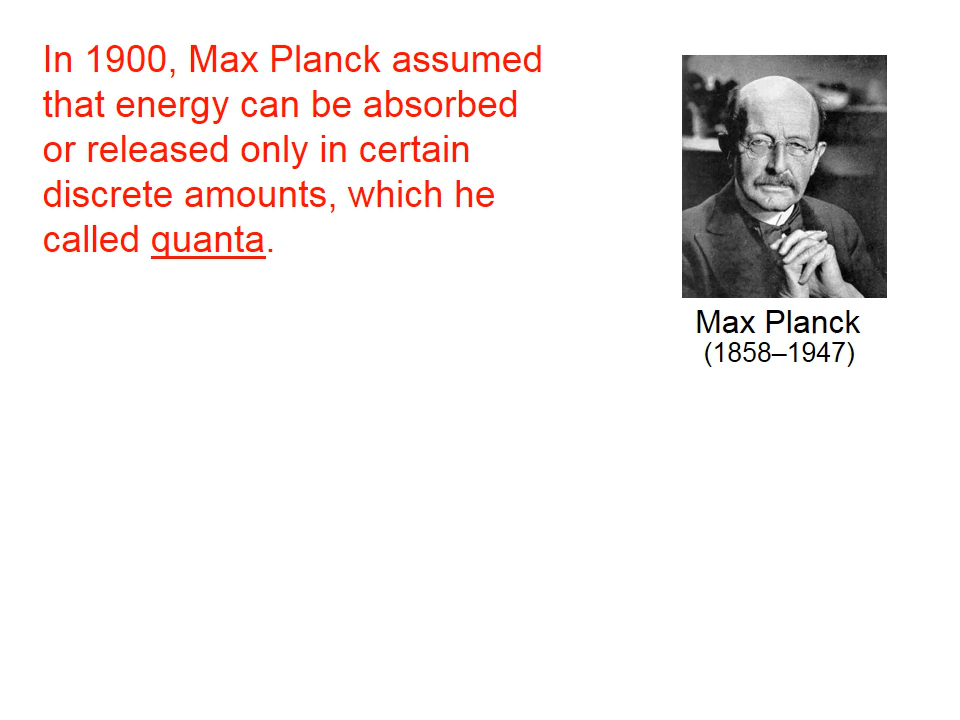 In 1900, Max Planck assumed
that energy can be absorbed
or released only in certain
discrete amounts, which he
called quanta.
Max Planck
(1858–1947)